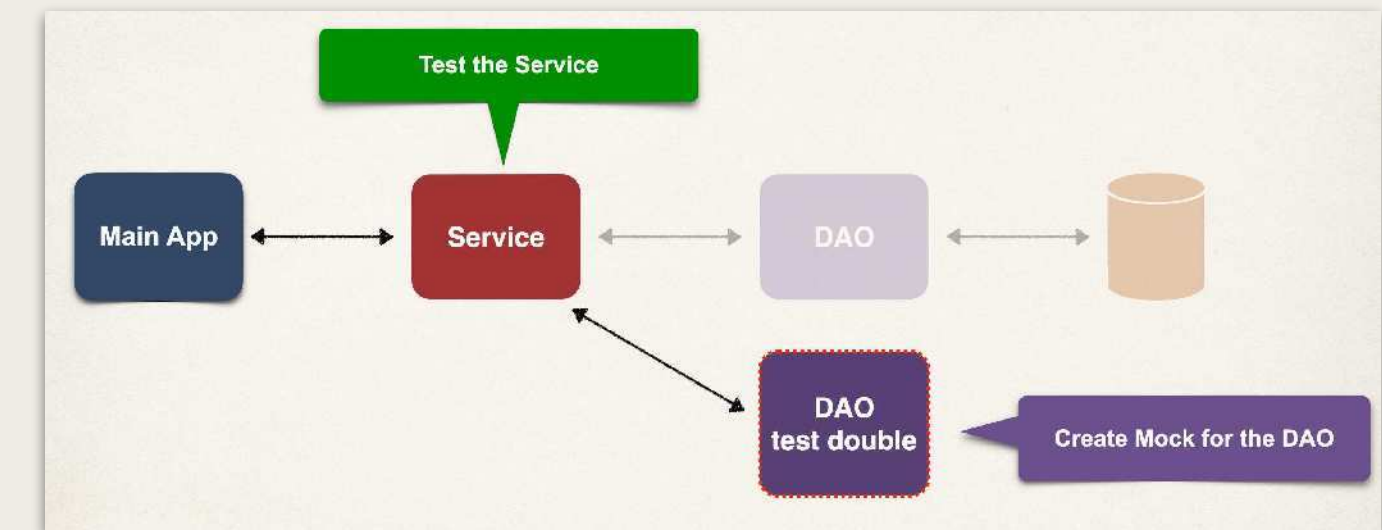 Test the Service
Main App
Service
DAO
DAO
test double
Create Mock for the DAO